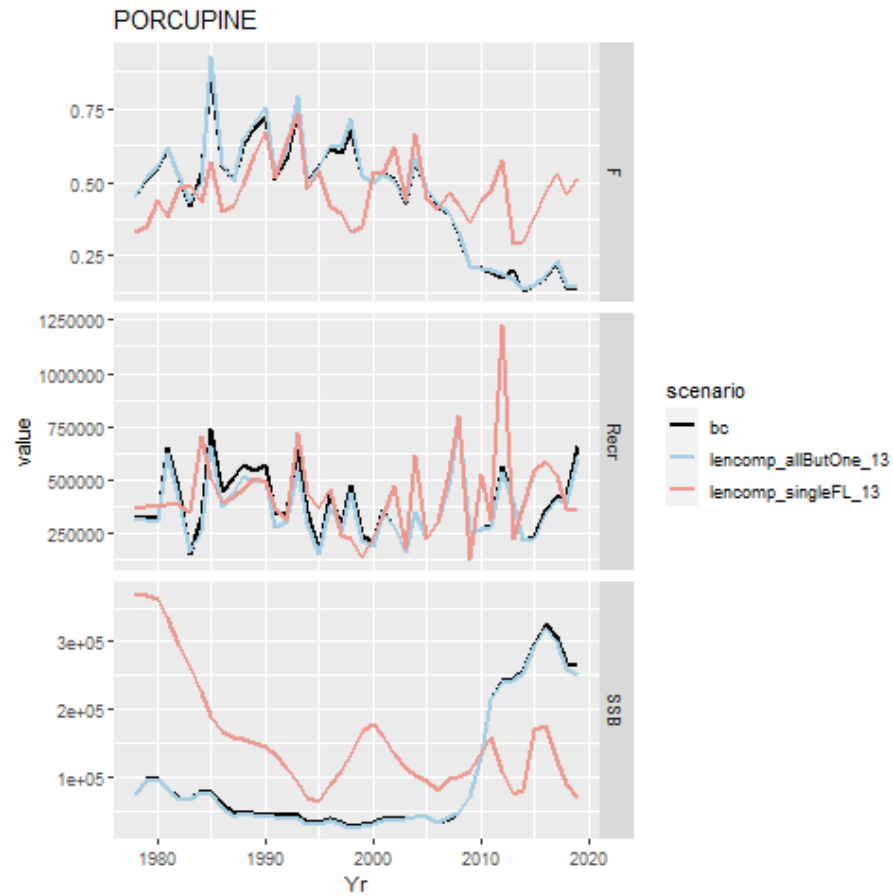 PORCUPINE
0.75
0.50
0.25
F
1250000
1000000
750000
500000
250000
Recr
value
3e+05
2e+05
1e+05
SSB
1980 1990 2000 2010 2020
Yr
scenario
bc
lencomp_allButOne_13
lencomp_singleFL_13